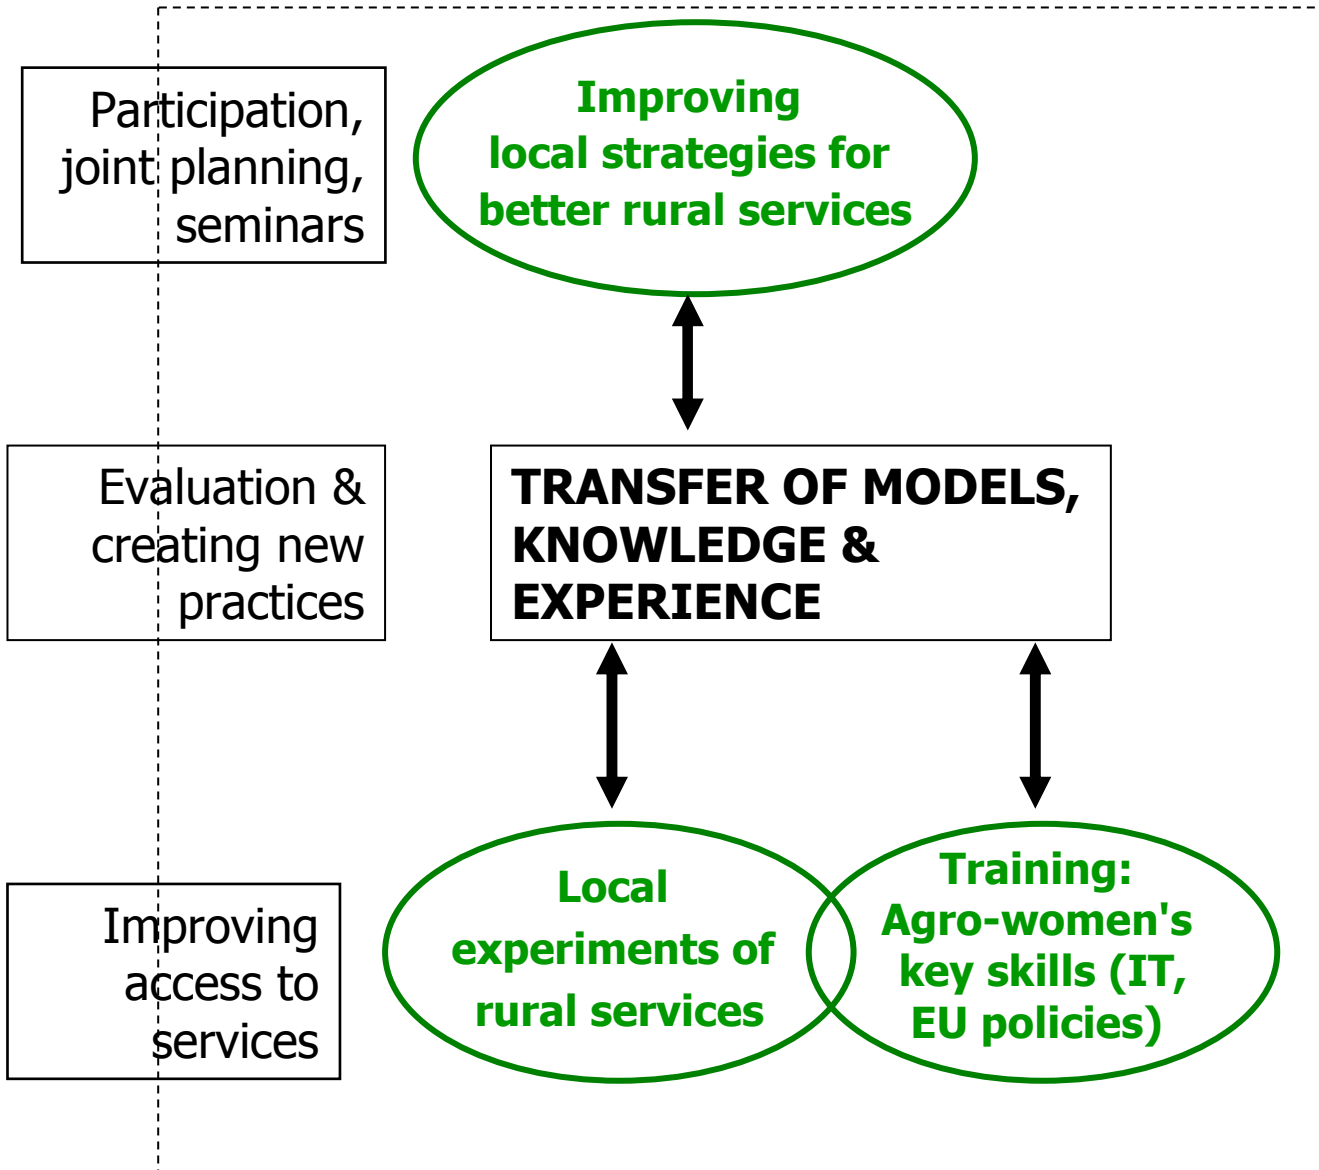 Participation,
joint planning,
seminars
Improving
local strategies for
better rural services
Evaluation &
creating new
practices
TRANSFER OF MODELS,
KNOWLEDGE &
EXPERIENCE
Improving
access to
services
Local
experiments of
rural services
Training:
Agro-women's
key skills (IT,
EU policies)